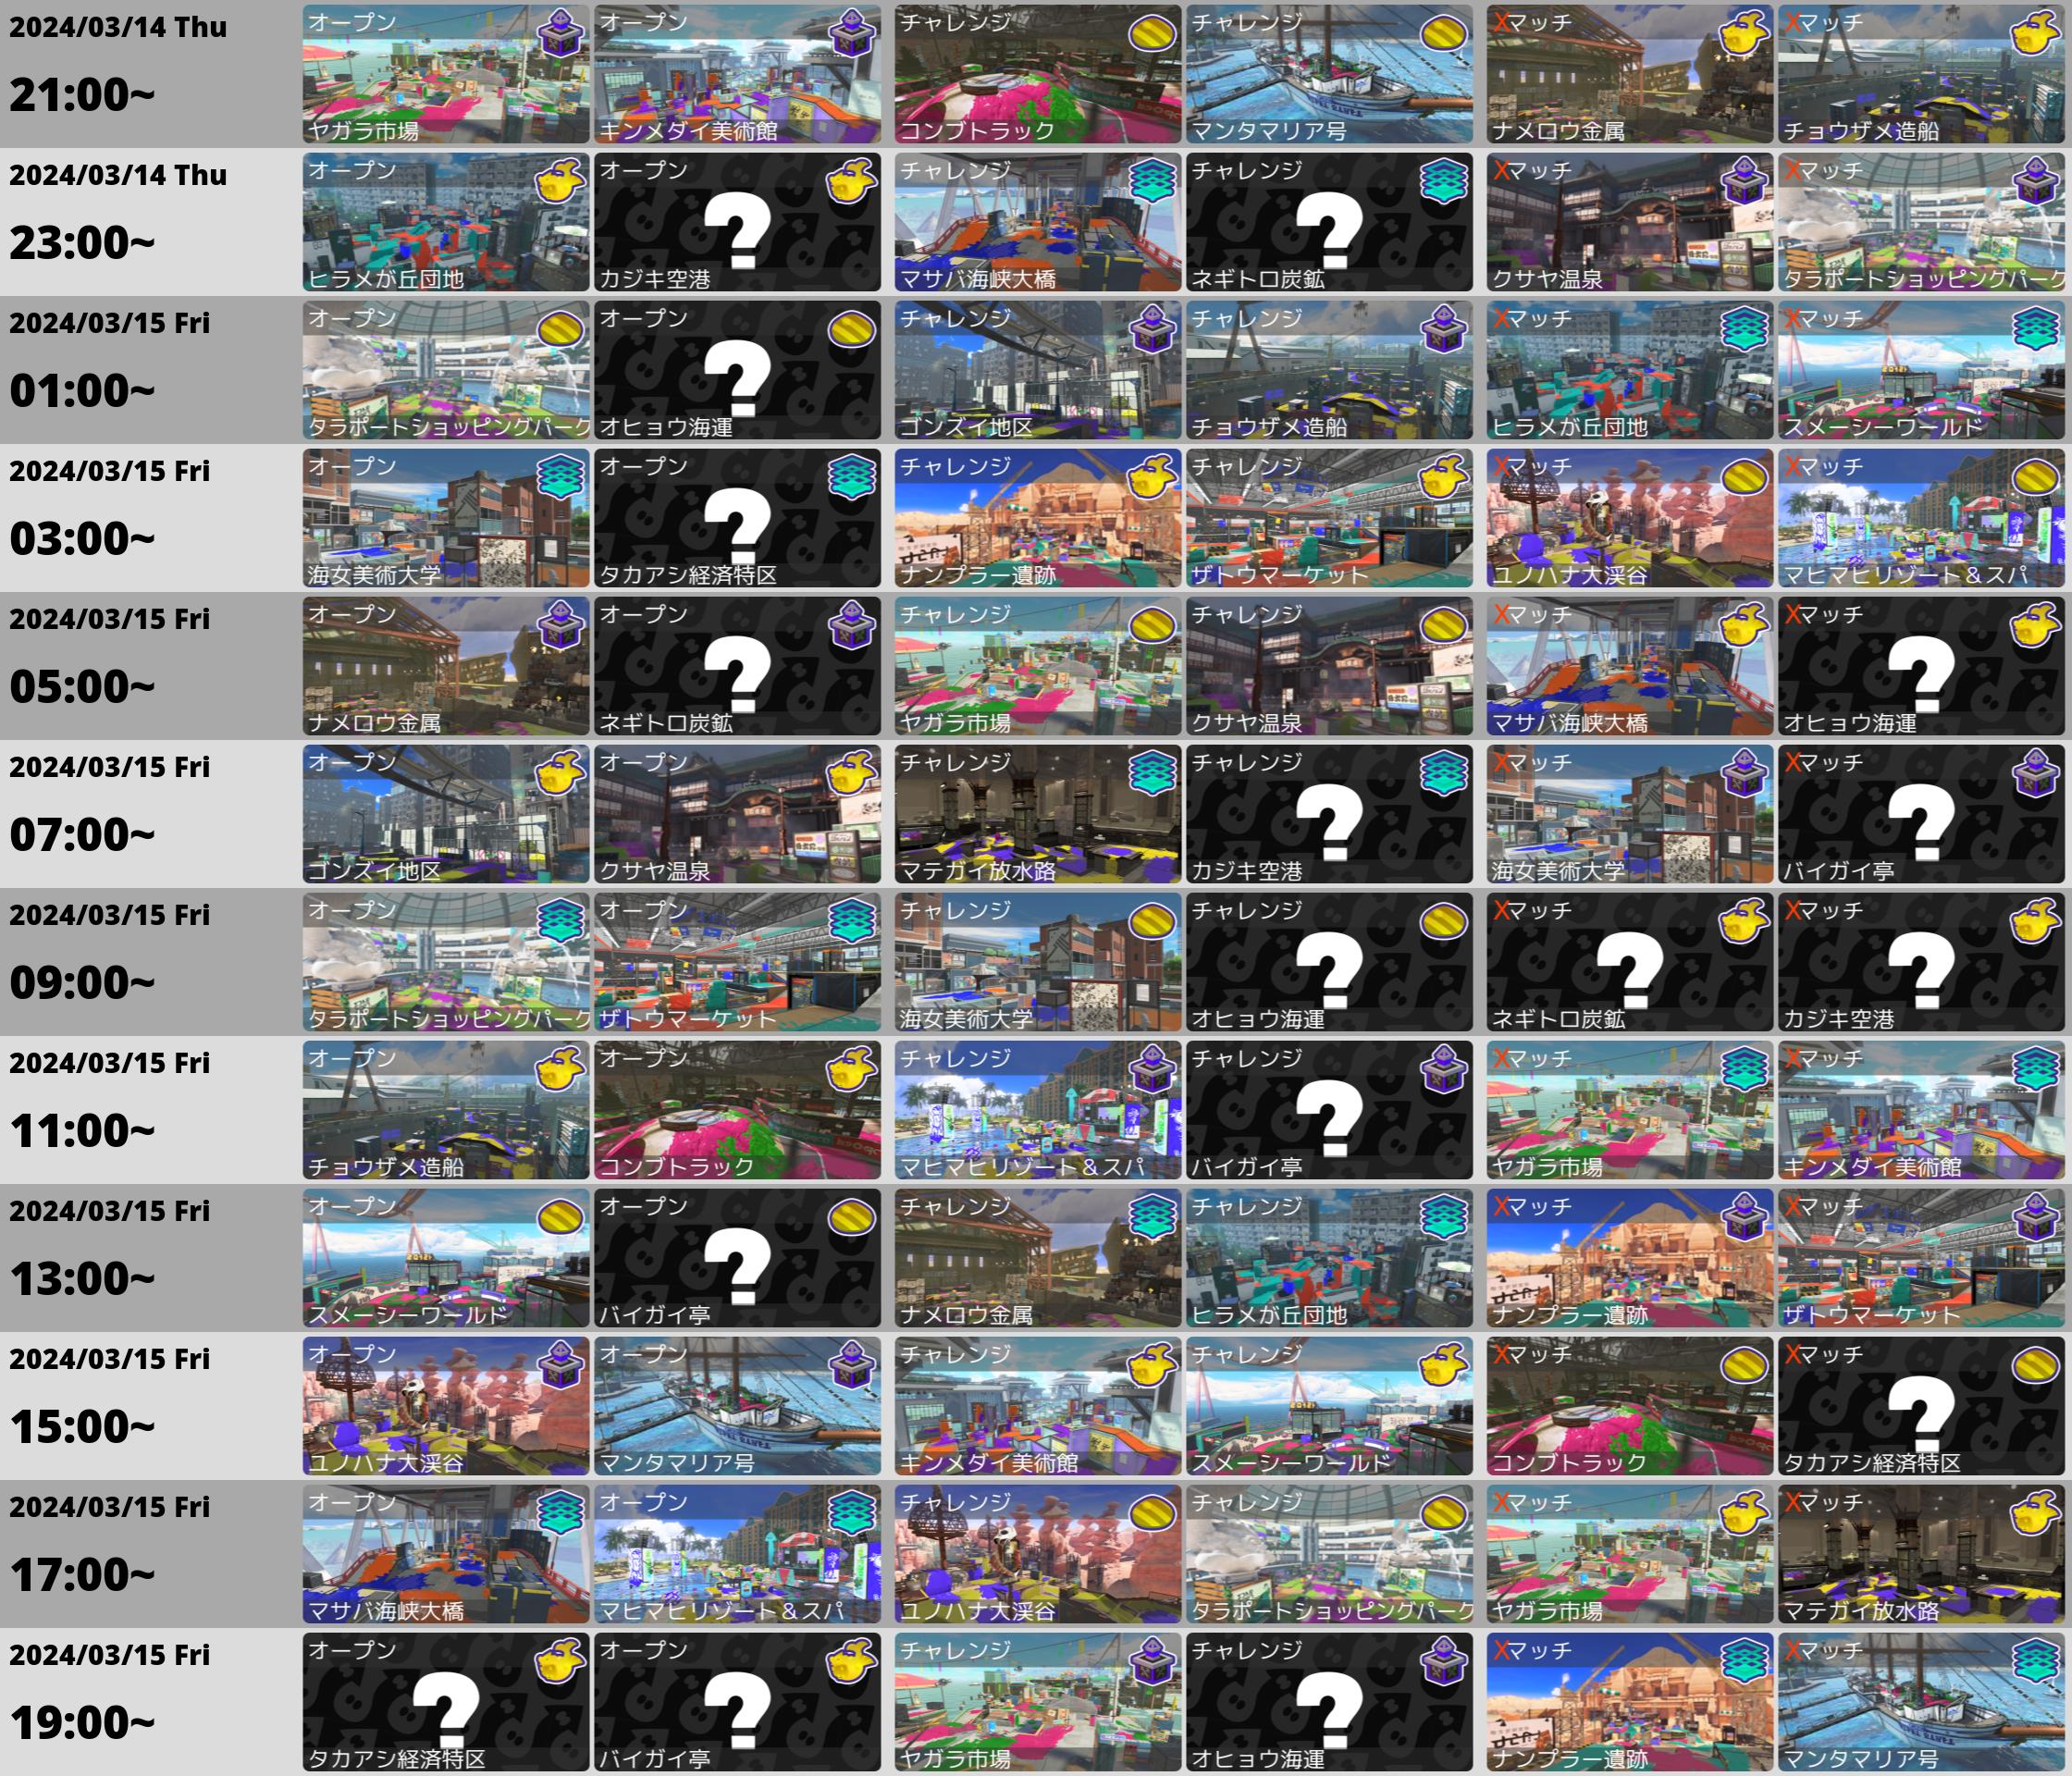 2024/03/14 Thu
21:00~
オープン オープン チャレンジ チャレンジ Xマッチ Xマッチ
ヤガラ市場 キンメダイ美術館 コンブトラック マンタマリア号 ナメロウ金属 チョウザメ造船
2024/03/14 Thu
23:00~
オープン オープン チャレンジ チャレンジ Xマッチ Xマッチ
ヒラメが丘団地 カジキ空港 マサバ海峡大橋 ネギトロ炭鉱 クサヤ温泉 タラポートショッピングパーク
2024/03/15 Fri
01:00~
オープン オープン チャレンジ チャレンジ Xマッチ Xマッチ
タラポートショッピングパーク オヒョウ海運 ゴンズイ地区 チョウザメ造船 ヒラメが丘団地 スメーシーワールド
2024/03/15 Fri
03:00~
オープン オープン チャレンジ チャレンジ Xマッチ Xマッチ
海女美術大学 タカアシ経済特区 ナンプラー遺跡 ザトウマーケット ユノハナ大渓谷 マヒマヒリゾート&スパ
2024/03/15 Fri
05:00~
オープン オープン チャレンジ チャレンジ Xマッチ Xマッチ
ナメロウ金属 ネギトロ炭鉱 ヤガラ市場 クサヤ温泉 マサバ海峡大橋 オヒョウ海運
2024/03/15 Fri
07:00~
オープン オープン チャレンジ チャレンジ Xマッチ Xマッチ
ゴンズイ地区 クサヤ温泉 マテガイ放水路 カジキ空港 海女美術大学 バイガイ亭
2024/03/15 Fri
09:00~
オープン オープン チャレンジ チャレンジ Xマッチ Xマッチ
タラポートショッピングパーク ザトウマーケット 海女美術大学 オヒョウ海運 ネギトロ炭鉱 カジキ空港
2024/03/15 Fri
11:00~
オープン オープン チャレンジ チャレンジ Xマッチ Xマッチ
チョウザメ造船 コンブトラック マヒマヒリゾート&スパ バイガイ亭 ヤガラ市場 キンメダイ美術館
2024/03/15 Fri
13:00~
オープン オープン チャレンジ チャレンジ Xマッチ Xマッチ
スメーシーワールド バイガイ亭 ナメロウ金属 ヒラメが丘団地 ナンプラー遺跡 ザトウマーケット
2024/03/15 Fri
15:00~
オープン オープン チャレンジ チャレンジ Xマッチ Xマッチ
ユノハナ大渓谷 マンタマリア号 キンメダイ美術館 スメーシーワールド コンブトラック タカアシ経済特区
2024/03/15 Fri
17:00~
オープン オープン チャレンジ チャレンジ Xマッチ Xマッチ
マサバ海峡大橋 マヒマヒリゾート&スパ ユノハナ大渓谷 タラポートショッピングパーク ヤガラ市場 マテガイ放水路
2024/03/15 Fri
19:00~
オープン オープン チャレンジ チャレンジ Xマッチ Xマッチ
タカアシ経済特区 バイガイ亭 ヤガラ市場 オヒョウ海運 ナンプラー遺跡 マンタマリア号